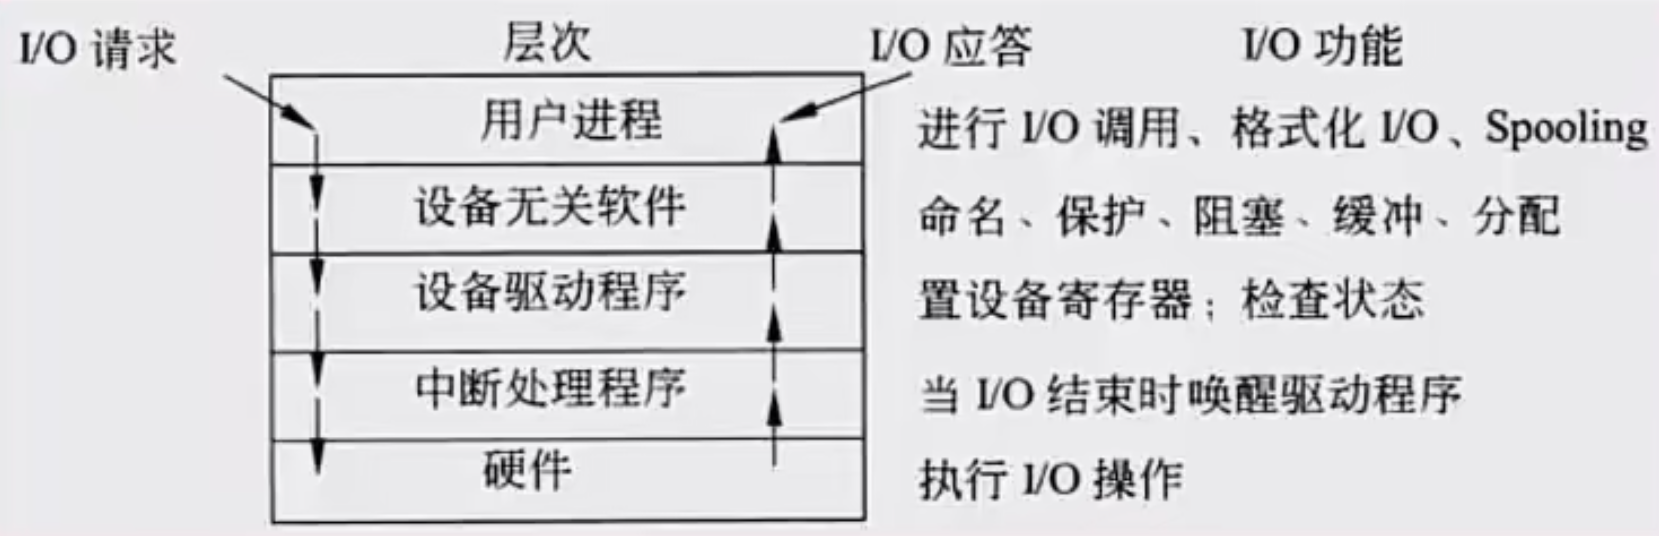 I/O 请求 层次 I/O 应答 I/O 功能
用户进程 进行 I/O 调用、格式化 I/O、Spooling
设备无关软件 命名、保护、阻塞、缓冲、分配
设备驱动程序 置设备寄存器；检查状态
中断处理程序 当 I/O 结束时唤醒驱动程序
硬件 执行 I/O 操作